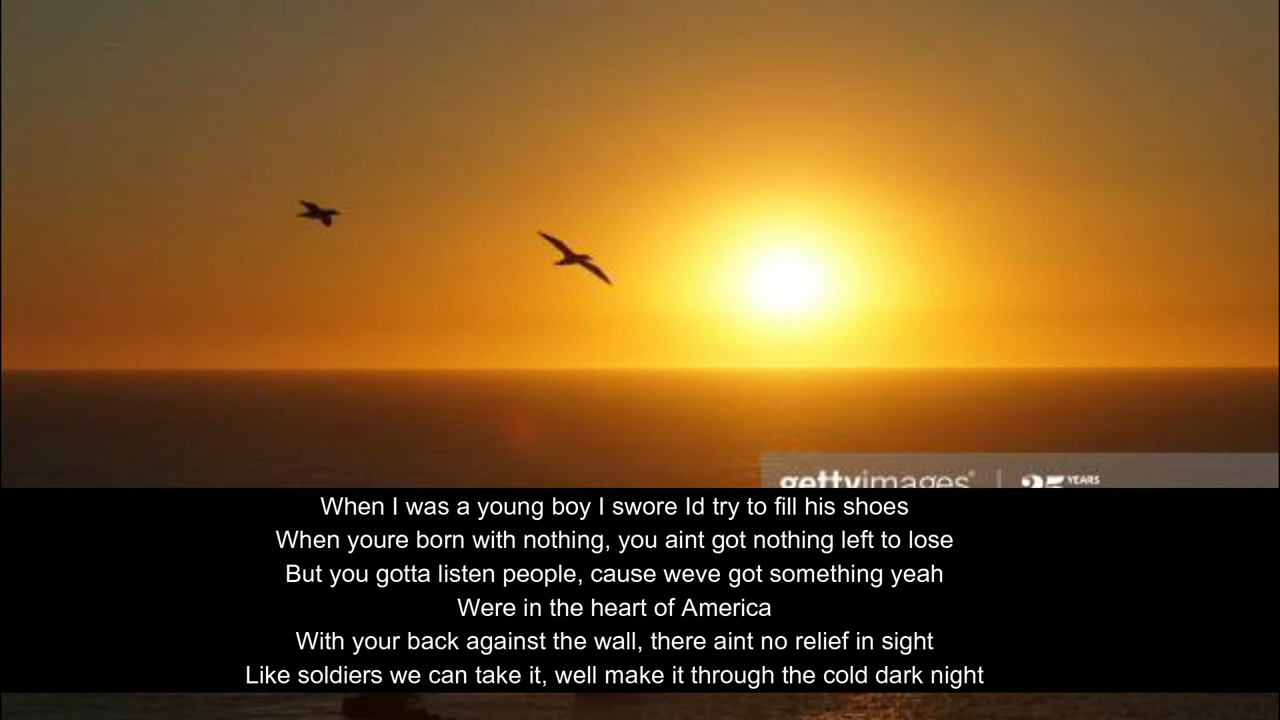 gettyimages®
25 YEARS
When I was a young boy I swore Id try to fill his shoes
When youre born with nothing, you aint got nothing left to lose
But you gotta listen people, cause weve got something yeah
Were in the heart of America
With your back against the wall, there aint no relief in sight
Like soldiers we can take it, well make it through the cold dark night